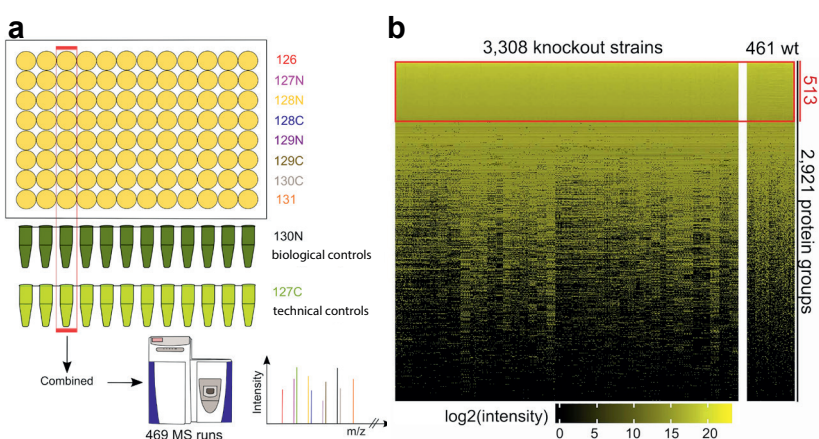 a
126
127N
128N
128C
129N
129C
130C
131
130N
biological controls
127C
technical controls
Combined
469 MS runs
Intensity
m/z
b
3,308 knockout strains
461 wt
513
2,921 protein groups
log2(intensity)
0 5 10 15 20